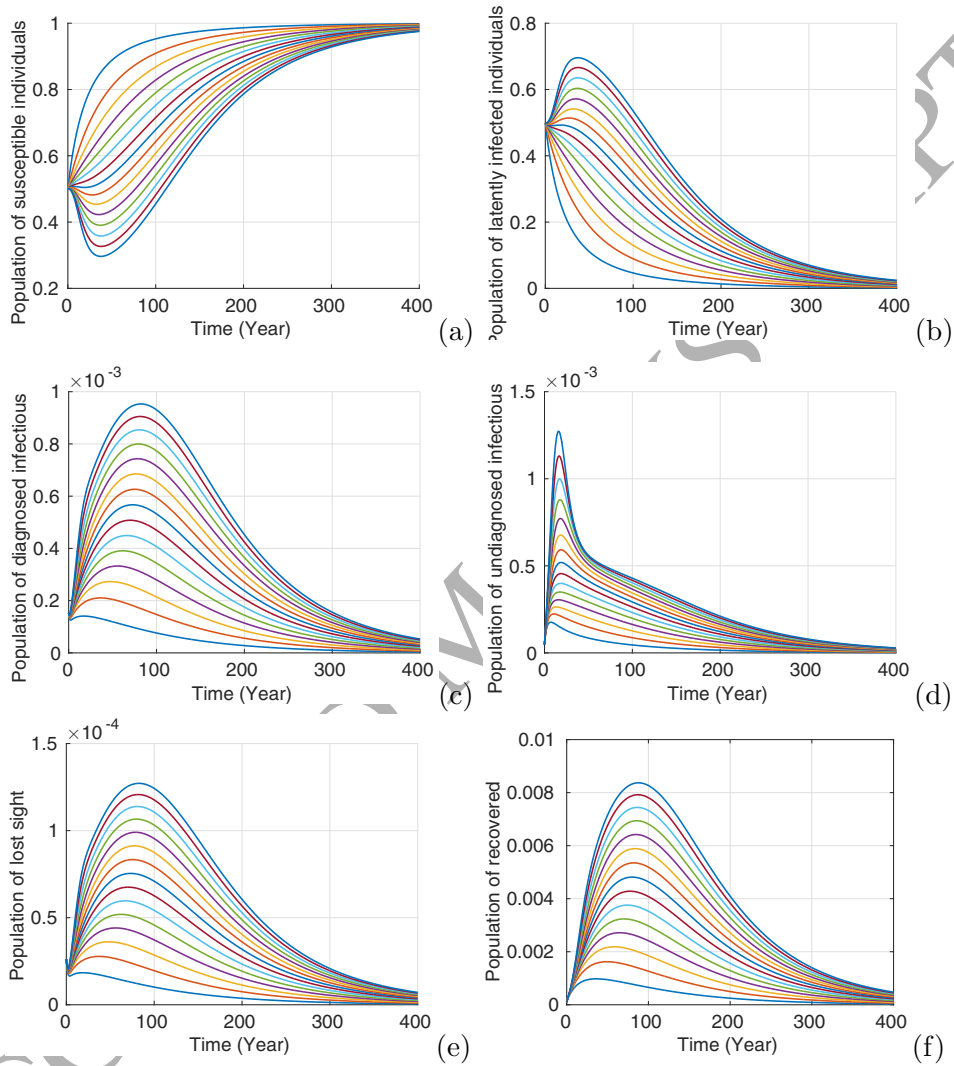 1
0.8
0.6
0.4
0.2
0 100 200 300 400
Population of susceptible individuals
Time (Year)
(a)
0.8
0.6
0.4
0.2
0
0 100 200 300 400
Population of latently infected individuals
Time (Year)
(b)
×10-3
1
0.8
0.6
0.4
0.2
0
0 100 200 300 400
Population of diagnosed infectious
Time (Year)
(c)
×10-3
1.5
1
0.5
0
0 100 200 300 400
Population of undiagnosed infectious
Time (Year)
(d)
×10-4
1.5
1
0.5
0
0 100 200 300 400
Population of lost sight
Time (Year)
(e)
0.01
0.008
0.006
0.004
0.002
0
0 100 200 300 400
Population of recovered
Time (Year)
(f)